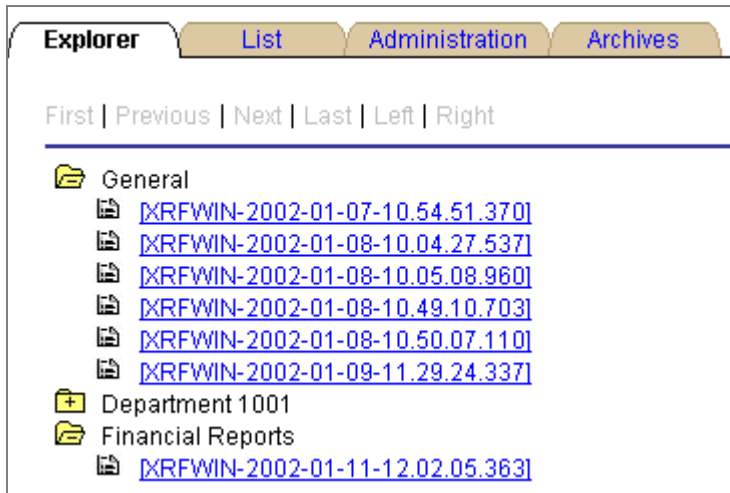 Explorer List Administration Archives
First | Previous | Next | Last | Left | Right
General
[XRFWIN-2002-01-07-10.54.51.370]
[XRFWIN-2002-01-08-10.04.27.537]
[XRFWIN-2002-01-08-10.05.08.960]
[XRFWIN-2002-01-08-10.49.10.703]
[XRFWIN-2002-01-08-10.50.07.110]
[XRFWIN-2002-01-09-11.29.24.337]
Department 1001
Financial Reports
[XRFWIN-2002-01-11-12.02.05.363]